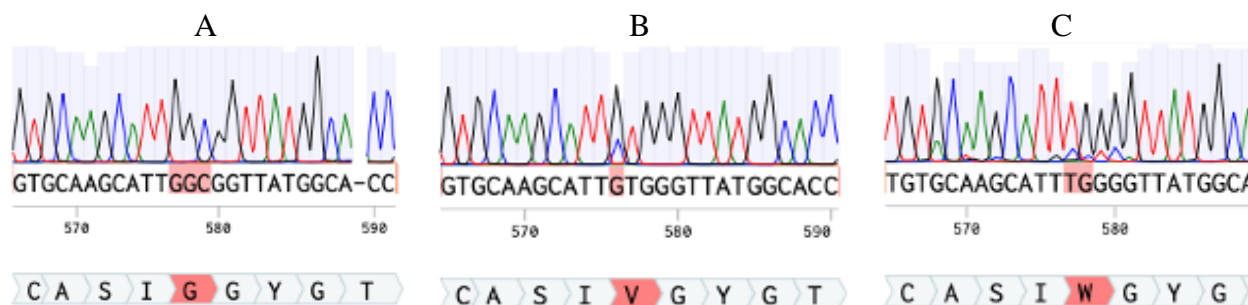 A
GTGCAAGCATTGGCGGTTATGGCA-CC
570 580 590
C A S I G G Y G T
B
GTGCAAGCATTGTGGGTTATGGCACC
570 580 590
C A S I V G Y G T
C
TGTGCAAGCATTTGGGGTTATGGCA
570 580
C A S I W G Y G